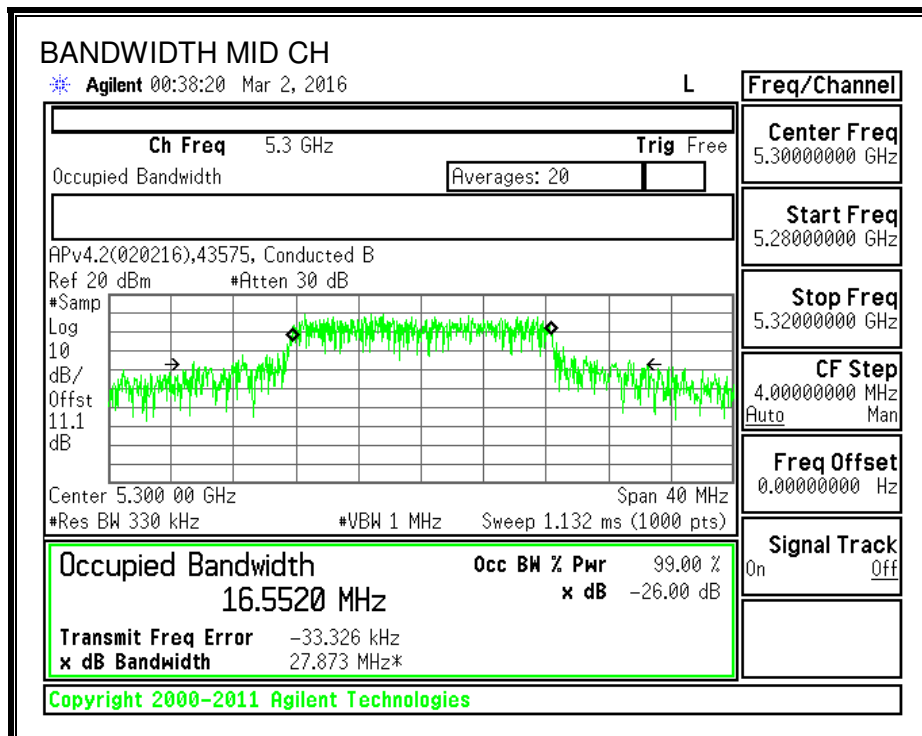 BANDWIDTH MID CH
Agilent 00:38:20 Mar 2, 2016 L Freq/Channel
Ch Freq 5.3 GHz Trig Free
Occupied Bandwidth Averages: 20
APv4.2(020216),43575, Conducted B
Ref 20 dBm #Atten 30 dB
#Samp
Log
10
dB/
Offst
11.1
dB
Center 5.300 00 GHz Span 40 MHz
#Res BW 330 kHz #VBW 1 MHz Sweep 1.132 ms (1000 pts)
Occupied Bandwidth
16.5520 MHz
Occ BW % Pwr 99.00 %
x dB -26.00 dB
Transmit Freq Error -33.326 kHz
x dB Bandwidth 27.873 MHz*
Copyright 2000-2011 Agilent Technologies
Center Freq
5.30000000 GHz
Start Freq
5.28000000 GHz
Stop Freq
5.32000000 GHz
CF Step
4.00000000 MHz
Auto Man
Freq Offset
0.00000000 Hz
Signal Track
On Off